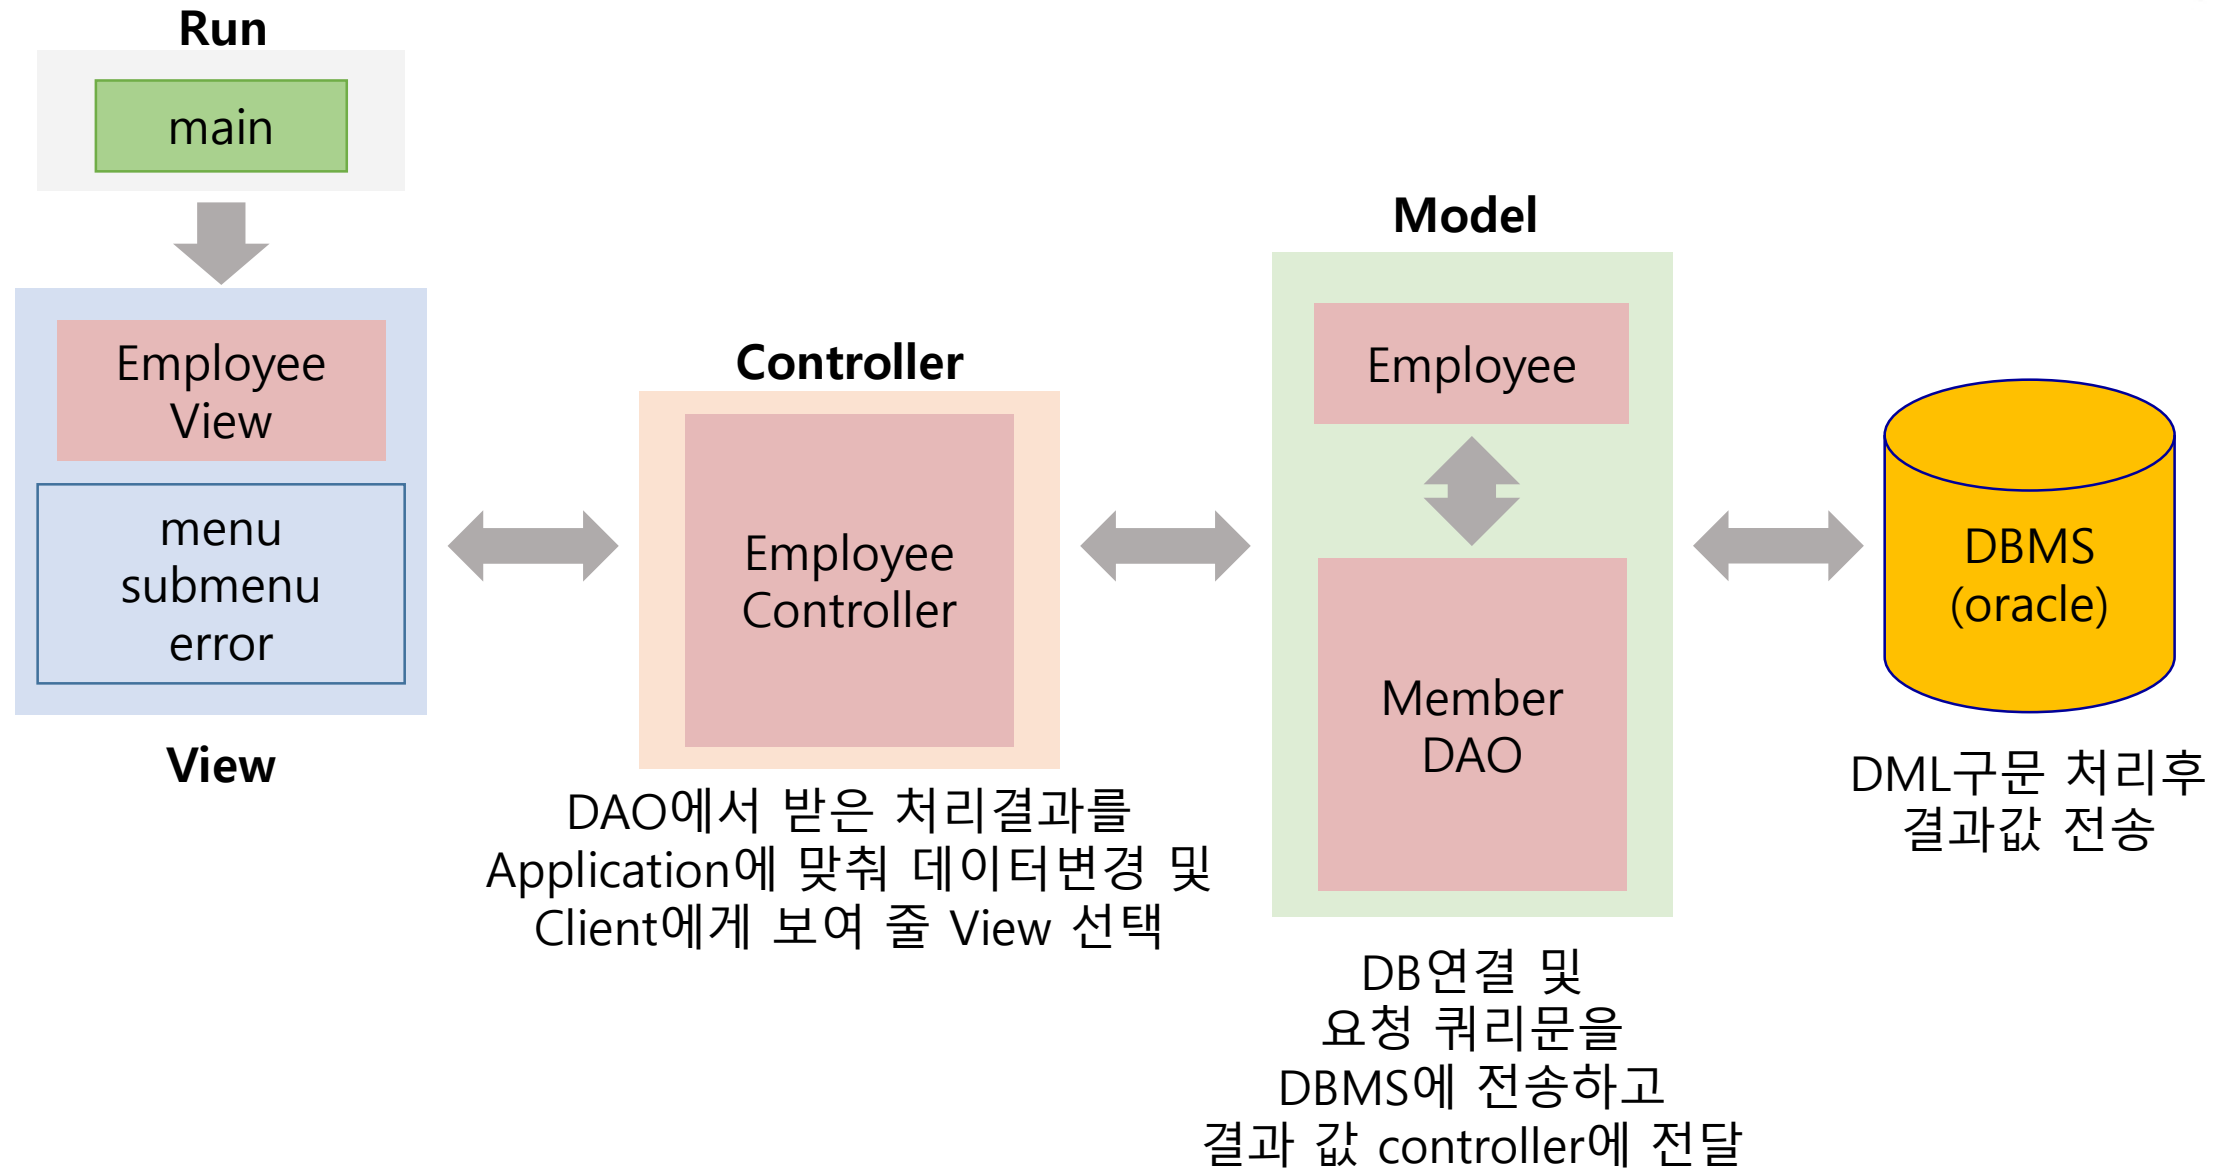 Run
main
Employee
View
menu
submenu
error
View
Controller
Employee
Controller
DAO에서 받은 처리결과를
Application에 맞춰 데이터변경 및
Client에게 보여 줄 View 선택
Model
Employee
Member
DAO
DB연결 및
요청 쿼리문을
DBMS에 전송하고
결과 값 controller에 전달
DBMS
(oracle)
DML구문 처리후
결과값 전송